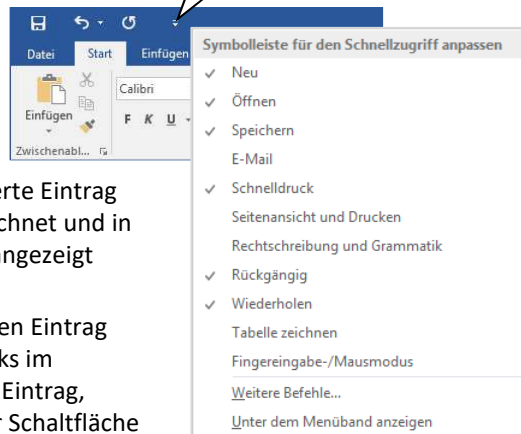 Datei Start Einfügen
Calibri
Einfügen
F K U
Zwischenabl...
Symbolleiste für den Schnellzugriff anpassen
Neu
Öffnen
Speichern
E-Mail
Schnelldruck
Seitenansicht und Drucken
Rechtschreibung und Grammatik
Rückgängig
Wiederholen
Tabelle zeichnen
Fingereingabe-/Mausmodus
Weitere Befehle...
Unter dem Menüband anzeigen
erte Eintrag
chnet und in
angezeigt
en Eintrag
ks im
Eintrag,
r Schaltfläche